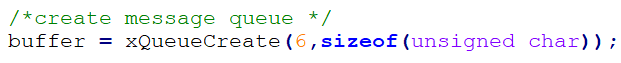 /*create message queue */
buffer = xQueueCreate(6,sizeof(unsigned char));